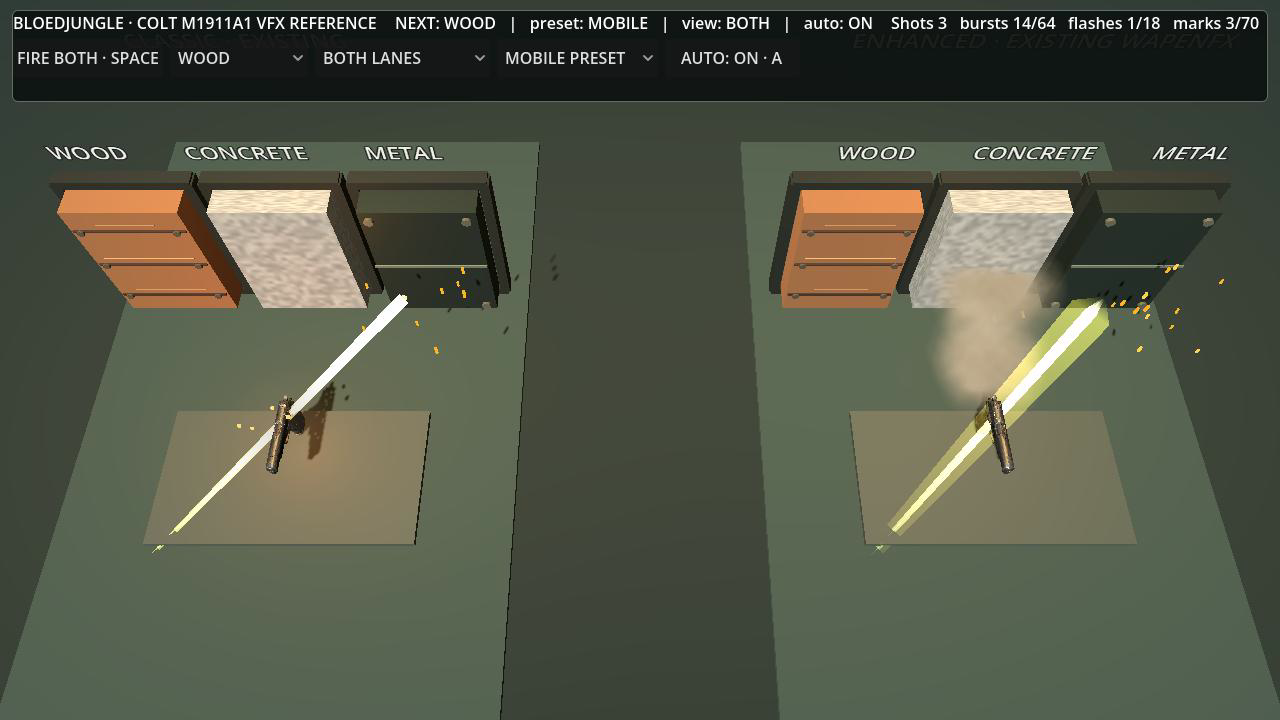 BLOEDJUNGLE · COLT M1911A1 VFX REFERENCE NEXT: WOOD | preset: MOBILE | view: BOTH | auto: ON Shots 3 bursts 14/64 flashes 1/18 marks 3/70
CLASSIC · EXISTING ENHANCED · EXISTING WAPENFX
FIRE BOTH · SPACE WOOD BOTH LANES MOBILE PRESET AUTO: ON · A
WOOD CONCRETE METAL WOOD CONCRETE METAL